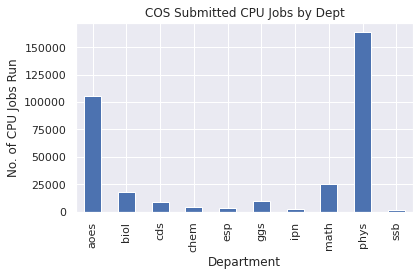 COS Submitted CPU Jobs by Dept
No. of CPU Jobs Run
150000
125000
100000
75000
50000
25000
0
aoes
biol
cds
chem
esp
ggs
ipn
math
phys
ssb
Department